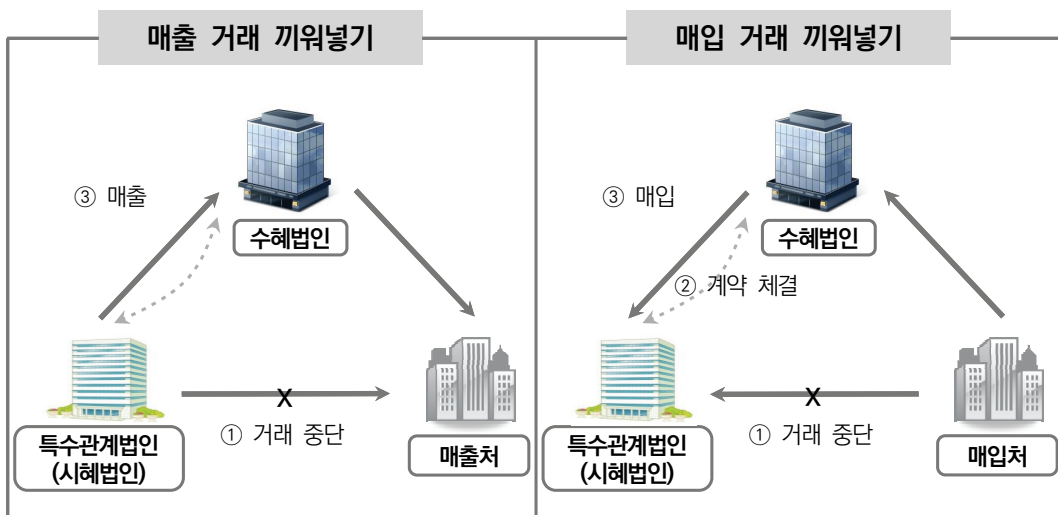 매출 거래 끼워넣기
③ 매출
수혜법인
특수관계법인
(시혜법인)
① 거래 중단
X
매출처
매입 거래 끼워넣기
③ 매입
수혜법인
② 계약 체결
특수관계법인
(시혜법인)
① 거래 중단
X
매입처